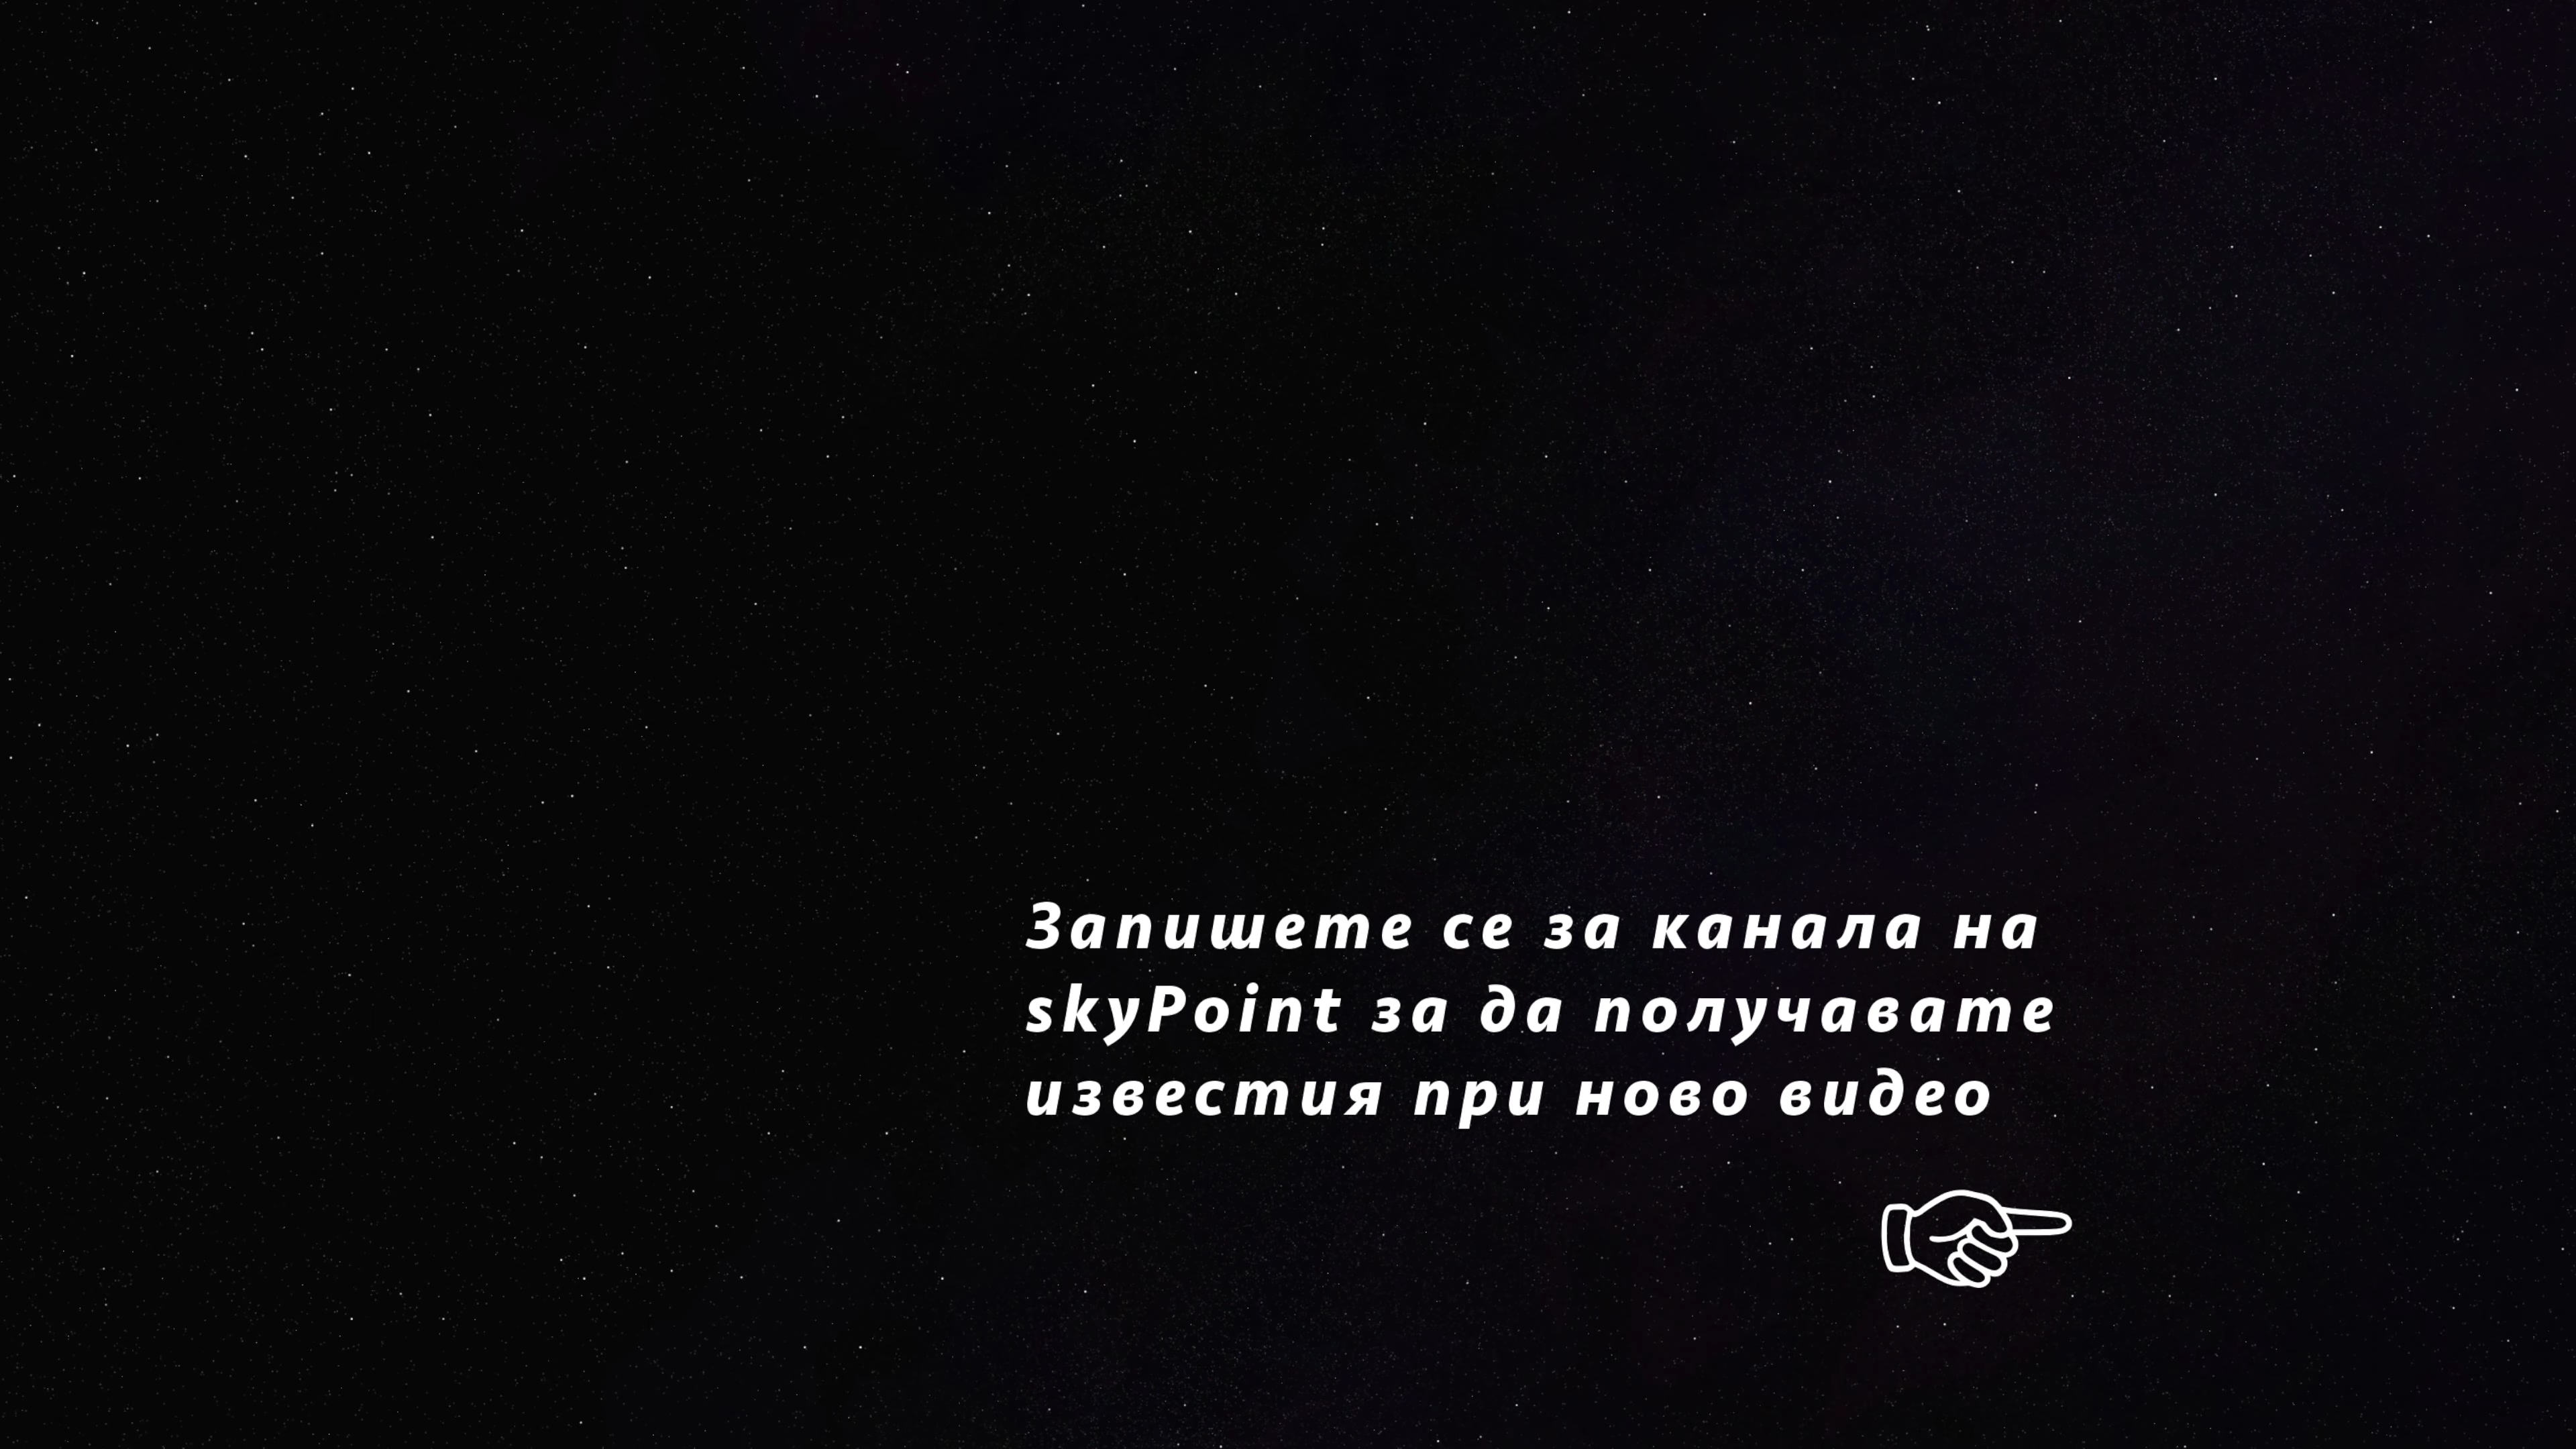 Запишете се за канала на
skyPoint за да получавате
известия при ново видео